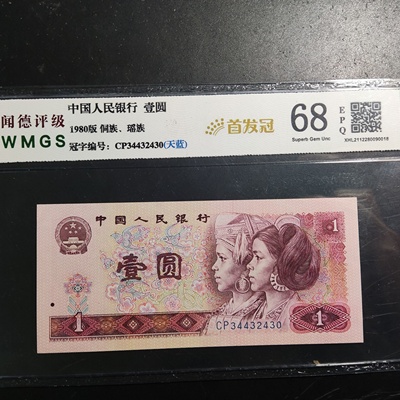 闻德评级
WMGS
中国人民银行 壹圆
1980版 侗族、瑶族
冠字编号：CP34432430(天蓝)
首发冠
68
Superb Gem Unc
EPQ
XHL2112280090018
中国人民银行
壹圆
1
1
CP34432430
1